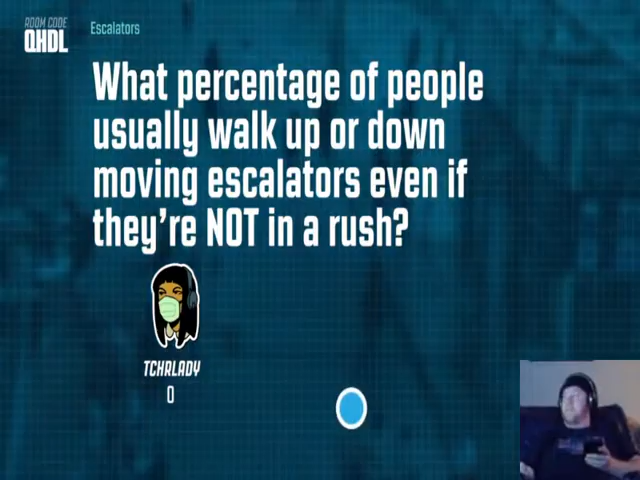 ROOM CODE
QHDL
Escalators
What percentage of people
usually walk up or down
moving escalators even if
they're NOT in a rush?
TCHRLADY
0